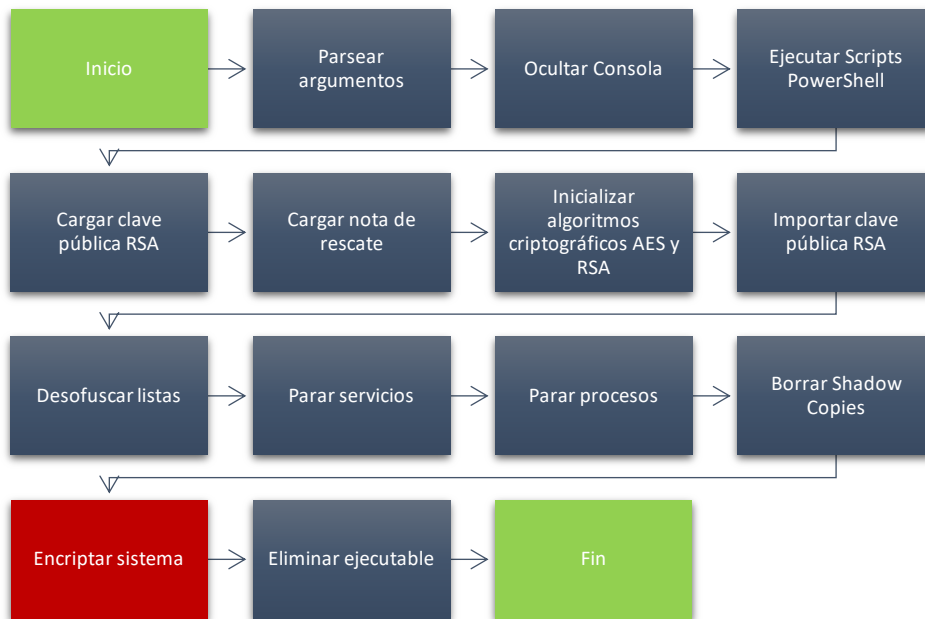 Inicio
Parsear
argumentos
Ocultar Consola
Ejecutar Scripts
PowerShell
Cargar clave
pública RSA
Cargar nota de
rescate
Inicializar
algoritmos
criptográficos AES y
RSA
Importar clave
pública RSA
Desofuscar listas
Parar servicios
Parar procesos
Borrar Shadow
Copies
Encriptar sistema
Eliminar ejecutable
Fin